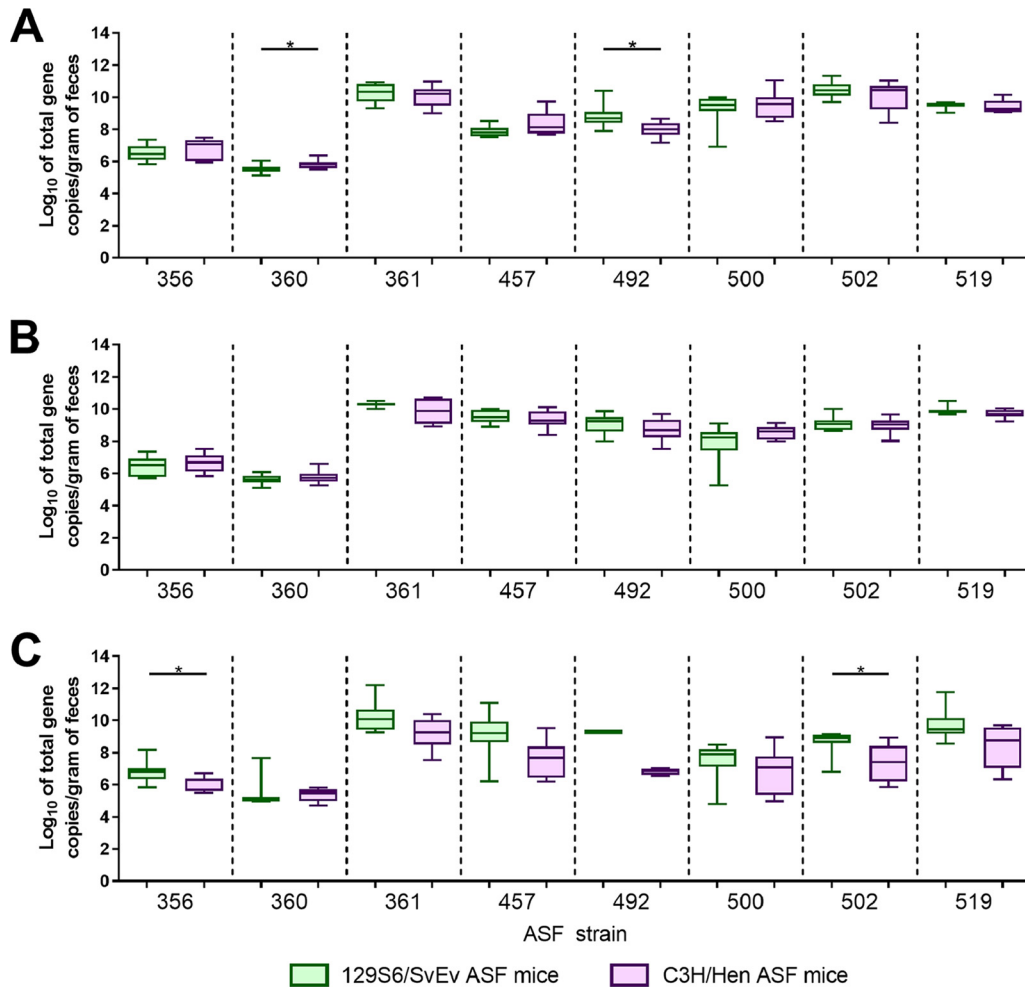 A
Log10 of total gene
copies/gram of feces
14
12
10
8
6
4
2
0
*
*
356 360 361 457 492 500 502 519
B
Log10 of total gene
copies/gram of feces
14
12
10
8
6
4
2
0
356 360 361 457 492 500 502 519
C
Log10 of total gene
copies/gram of feces
14
12
10
8
6
4
2
0
*
*
356 360 361 457 492 500 502 519
ASF strain
129S6/SvEv ASF mice C3H/Hen ASF mice